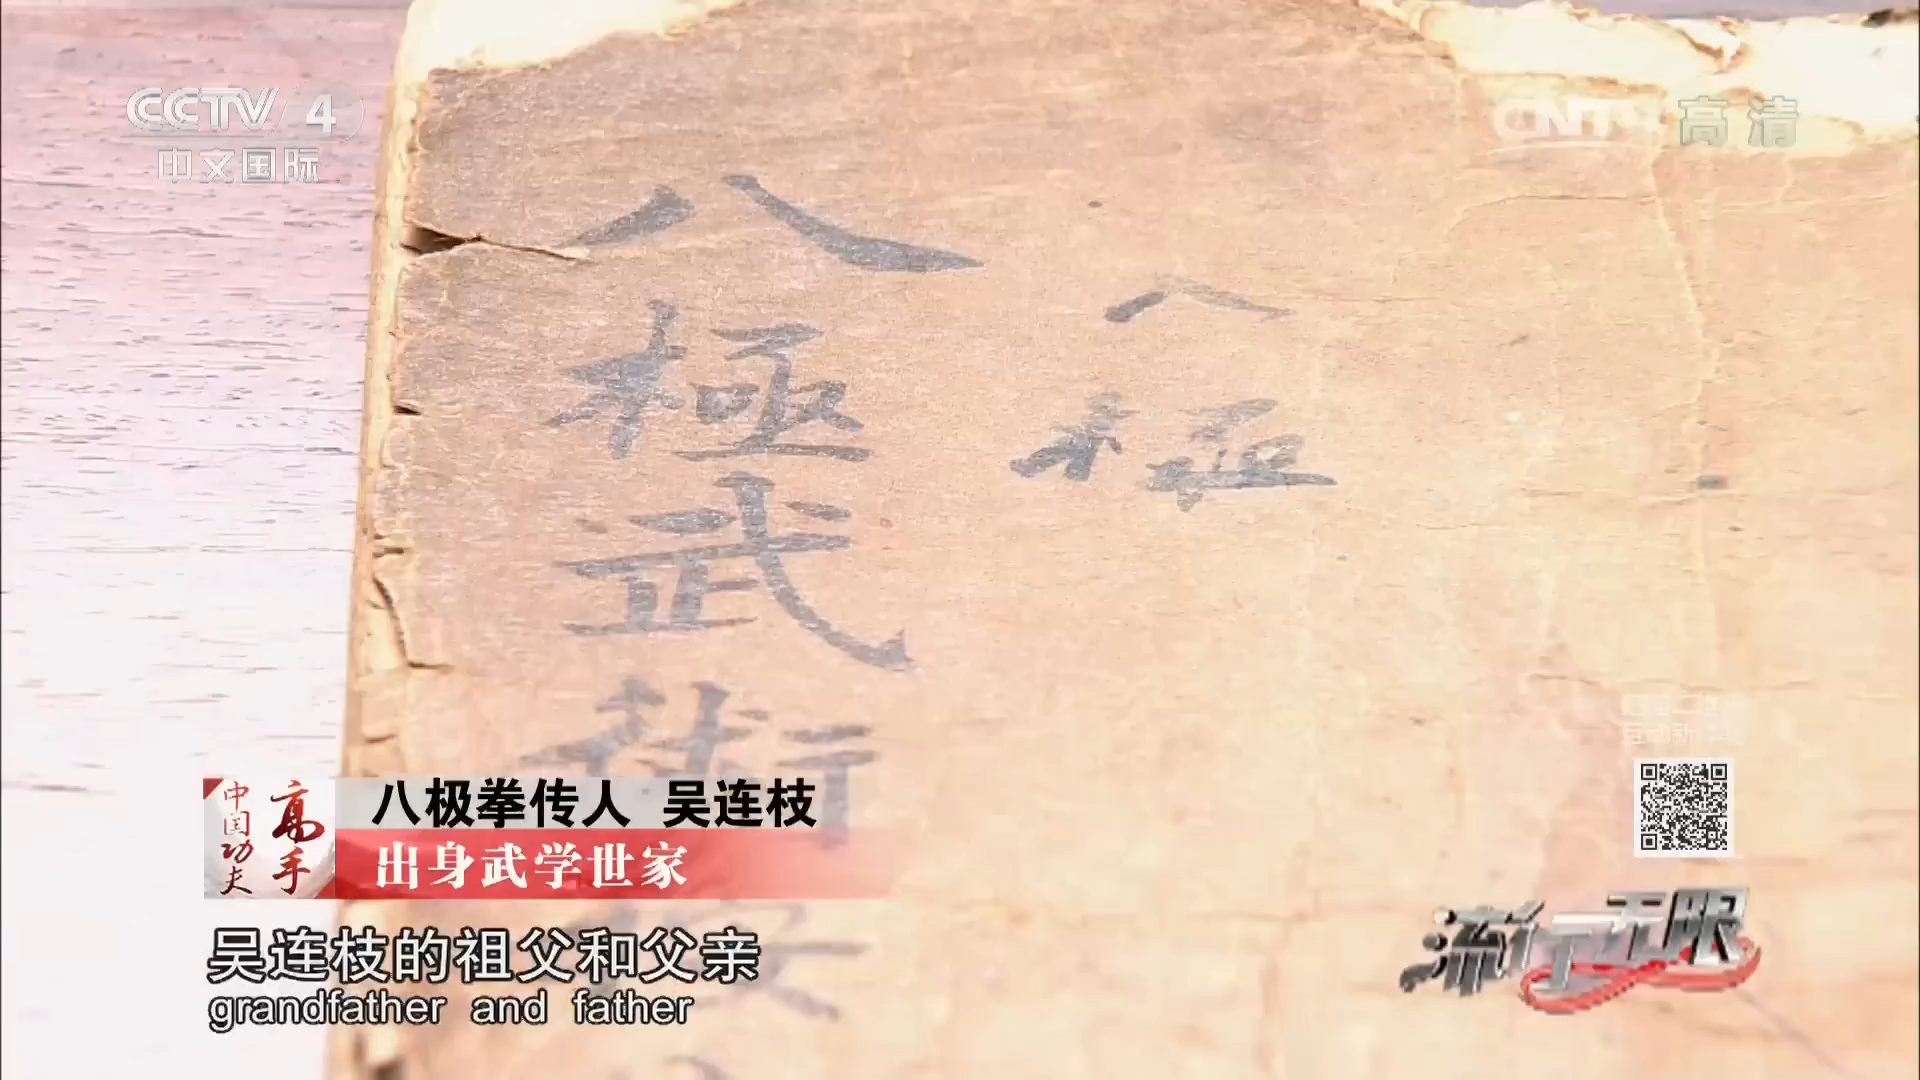 CCTV 4
中文国际
CNTV 高清
八極
八極武術
中国功夫
高手
八极拳传人 吴连枝
出身武学世家
吴连枝的祖父和父亲
grandfather and father
流行无限